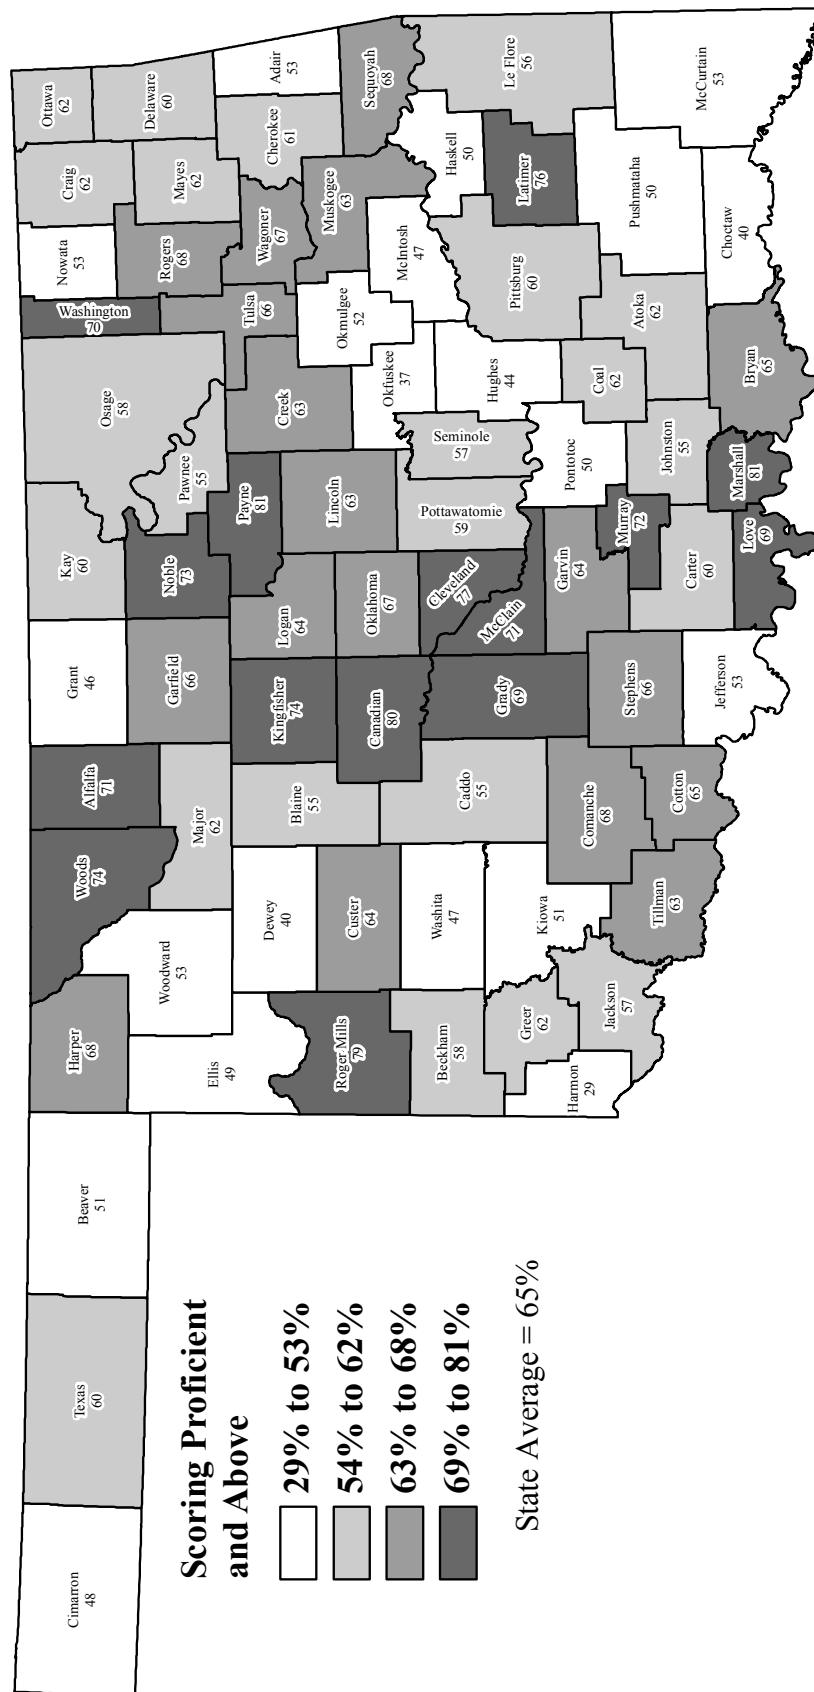 Cimarron
48
Texas
60
Beaver
51
Harper
68
Ellis
49
Woodward
53
Woods
74
Alfalfa
71
Grant
46
Kay
60
Osage
58
Washington
70
Nowata
53
Craig
62
Ottawa
62
Delaware
60
Mayes
62
Rogers
68
Pawnee
55
Noble
73
Garfield
66
Major
62
Roger Mills
79
Dewey
40
Custer
64
Blaine
55
Kingfisher
74
Canadian
80
Logan
64
Oklahoma
67
Payne
81
Lincoln
63
Creek
63
Tulsa
66
Wagoner
67
Cherokee
61
Adair
53
Sequoyah
68
Muskogee
63
Okmulgee
52
McIntosh
47
Okfuskee
37
Haskell
50
Beckham
58
Washita
47
Caddo
55
Grady
69
Cleveland
77
McClain
71
Pottawatomie
59
Seminole
57
Hughes
44
Pittsburg
60
Latimer
76
Le Flore
56
Harmon
29
Greer
62
Kiowa
51
Jackson
57
Tillman
63
Comanche
68
Cotton
65
Stephens
66
Jefferson
53
Garvin
64
Murray
72
Carter
60
Love
69
Pontotoc
50
Johnston
55
Marshall
81
Coal
62
Atoka
62
Bryan
65
Pushmataha
50
Choctaw
40
McCurtain
53
Scoring Proficient
and Above
29% to 53%
54% to 62%
63% to 68%
69% to 81%
State Average = 65%